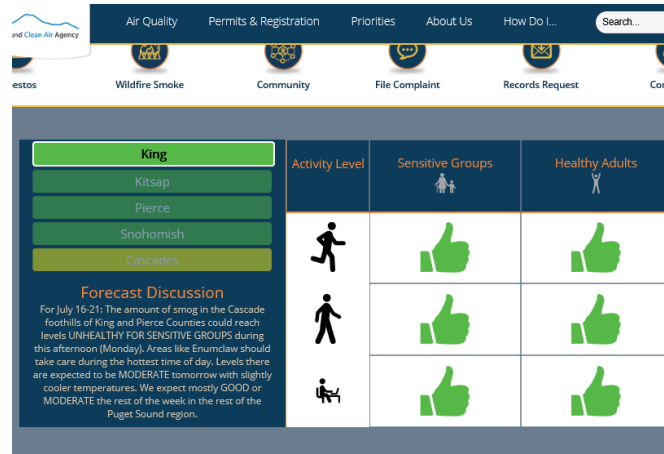 Air Quality
Permits & Registration
Priorities
About Us
How Do I...
Search...
und Clean Air Agency
estos
Wildfire Smoke
Community
File Complaint
Records Request
Co
King
Kitsap
Pierce
Snohomish
Cascades
Activity Level
Sensitive Groups
Healthy Adults
Forecast Discussion
For July 16-21: The amount of smog in the Cascade
foothills of King and Pierce Counties could reach
levels UNHEALTHY FOR SENSITIVE GROUPS during
this afternoon (Monday). Areas like Enumclaw should
take care during the hottest time of day. Levels there
are expected to be MODERATE tomorrow with slightly
cooler temperatures. We expect mostly GOOD or
MODERATE the rest of the week in the rest of the
Puget Sound region.